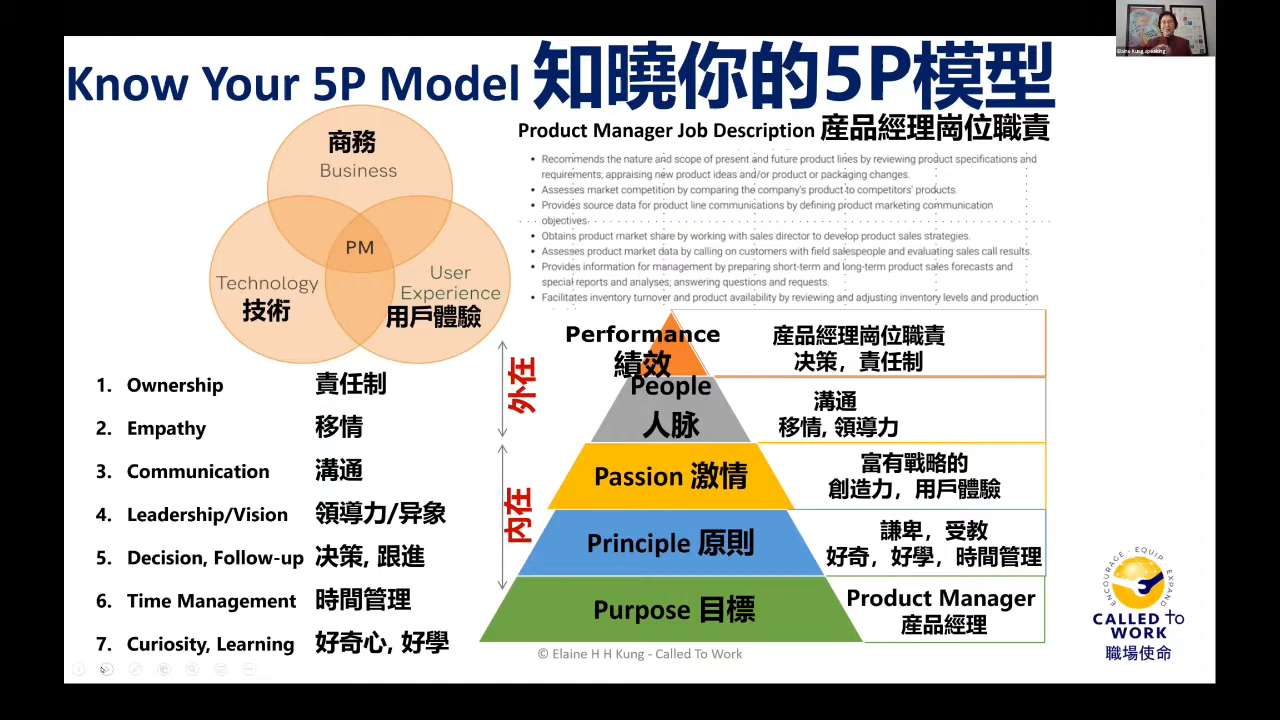 Elaine Kung speaking
Know Your 5P Model 知曉你的5P模型
Product Manager Job Description 産品經理崗位職責
商務
Business
PM
Technology
技術
User
Experience
用戶體驗
• Recommends the nature and scope of present and future product lines by reviewing product specifications and
requirements; appraising new product ideas and/or product or packaging changes.
• Assesses market competition by comparing the company's product to competitors' products.
• Provides source data for product line communications by defining product marketing communication
objectives.
• Obtains product market share by working with sales director to develop product sales strategies.
• Assesses product market data by calling on customers with field salespeople and evaluating sales call results.
• Provides information for management by preparing short-term and long-term product sales forecasts and
special reports and analyses; answering questions and requests.
• Facilitates inventory turnover and product availability by reviewing and adjusting inventory levels and production
1. Ownership 責任制
2. Empathy 移情
3. Communication 溝通
4. Leadership/Vision 領導力/异象
5. Decision, Follow-up 决策, 跟進
6. Time Management 時間管理
7. Curiosity, Learning 好奇心, 好學
外在
内在
Performance
績效
産品經理崗位職責
决策，責任制
People
人脉
溝通
移情, 領導力
Passion 激情
富有戰略的
創造力，用戶體驗
Principle 原則
謙卑，受教
好奇，好學，時間管理
Purpose 目標
Product Manager
産品經理
© Elaine H H Kung - Called To Work
ENCOURAGE · EQUIP · EXPAND
CALLED to
WORK
職場使命